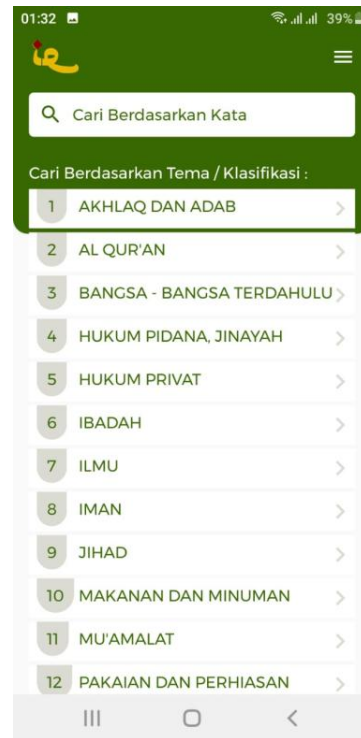 01:32 39%
Cari Berdasarkan Kata
Cari Berdasarkan Tema / Klasifikasi :
1 AKHLAQ DAN ADAB
2 AL QUR'AN
3 BANGSA - BANGSA TERDAHULU
4 HUKUM PIDANA, JINAYAH
5 HUKUM PRIVAT
6 IBADAH
7 ILMU
8 IMAN
9 JIHAD
10 MAKANAN DAN MINUMAN
11 MU'AMALAT
12 PAKAIAN DAN PERHIASAN